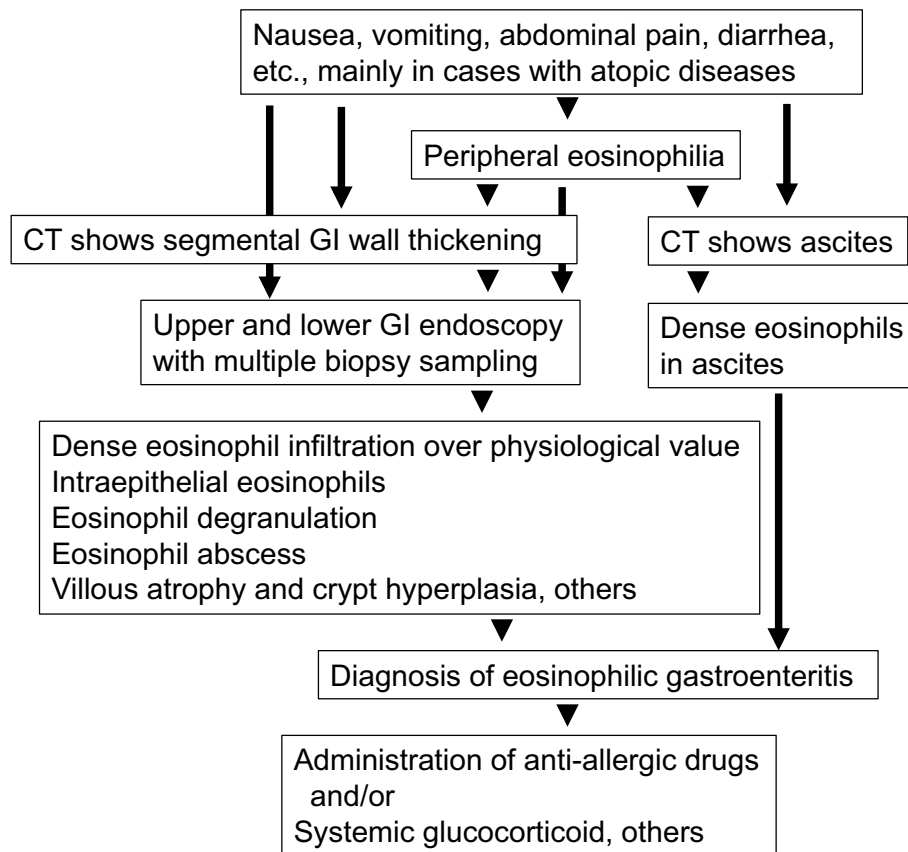 Nausea, vomiting, abdominal pain, diarrhea,
etc., mainly in cases with atopic diseases
Peripheral eosinophilia
CT shows segmental GI wall thickening
CT shows ascites
Upper and lower GI endoscopy
with multiple biopsy sampling
Dense eosinophils
in ascites
Dense eosinophil infiltration over physiological value
Intraepithelial eosinophils
Eosinophil degranulation
Eosinophil abscess
Villous atrophy and crypt hyperplasia, others
Diagnosis of eosinophilic gastroenteritis
Administration of anti-allergic drugs
and/or
Systemic glucocorticoid, others